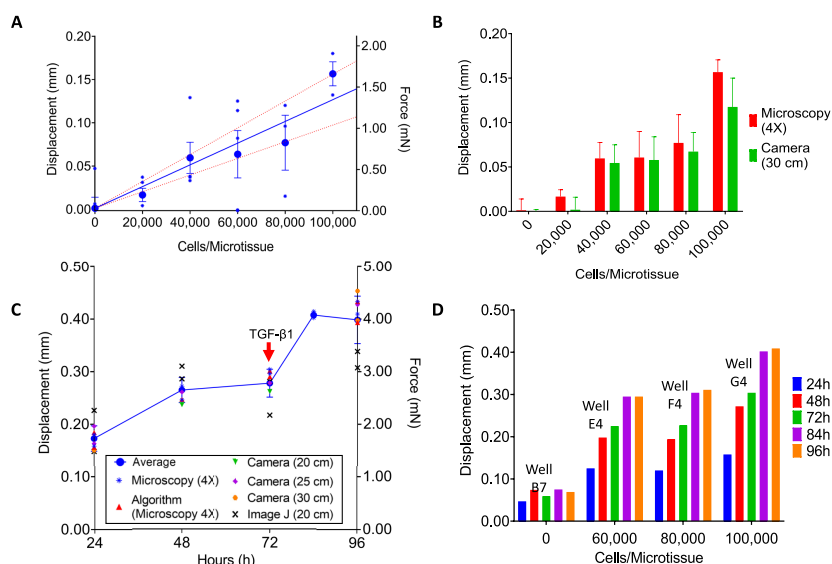 A
Displacement (mm)
0.20
0.15
0.10
0.05
0.00
2.00
1.50
1.00
0.50
0.00
Force (mN)
0
20,000
40,000
60,000
80,000
100,000
Cells/Microtissue
B
Displacement (mm)
0.20
0.15
0.10
0.05
0.00
0
20,000
40,000
60,000
80,000
100,000
Cells/Microtissue
Microscopy
(4X)
Camera
(30 cm)
C
Displacement (mm)
0.50
0.40
0.30
0.20
0.10
0.00
5.00
4.00
3.00
2.00
1.00
0.00
Force (mN)
TGF-β1
Average
Microscopy (4X)
Algorithm
(Microscopy 4X)
Camera (20 cm)
Camera (25 cm)
Camera (30 cm)
Image J (20 cm)
24
48
72
96
Hours (h)
D
Displacement (mm)
0.50
0.40
0.30
0.20
0.10
0.00
Well
B7
Well
E4
Well
F4
Well
G4
24h
48h
72h
84h
96h
0
60,000
80,000
100,000
Cells/Microtissue